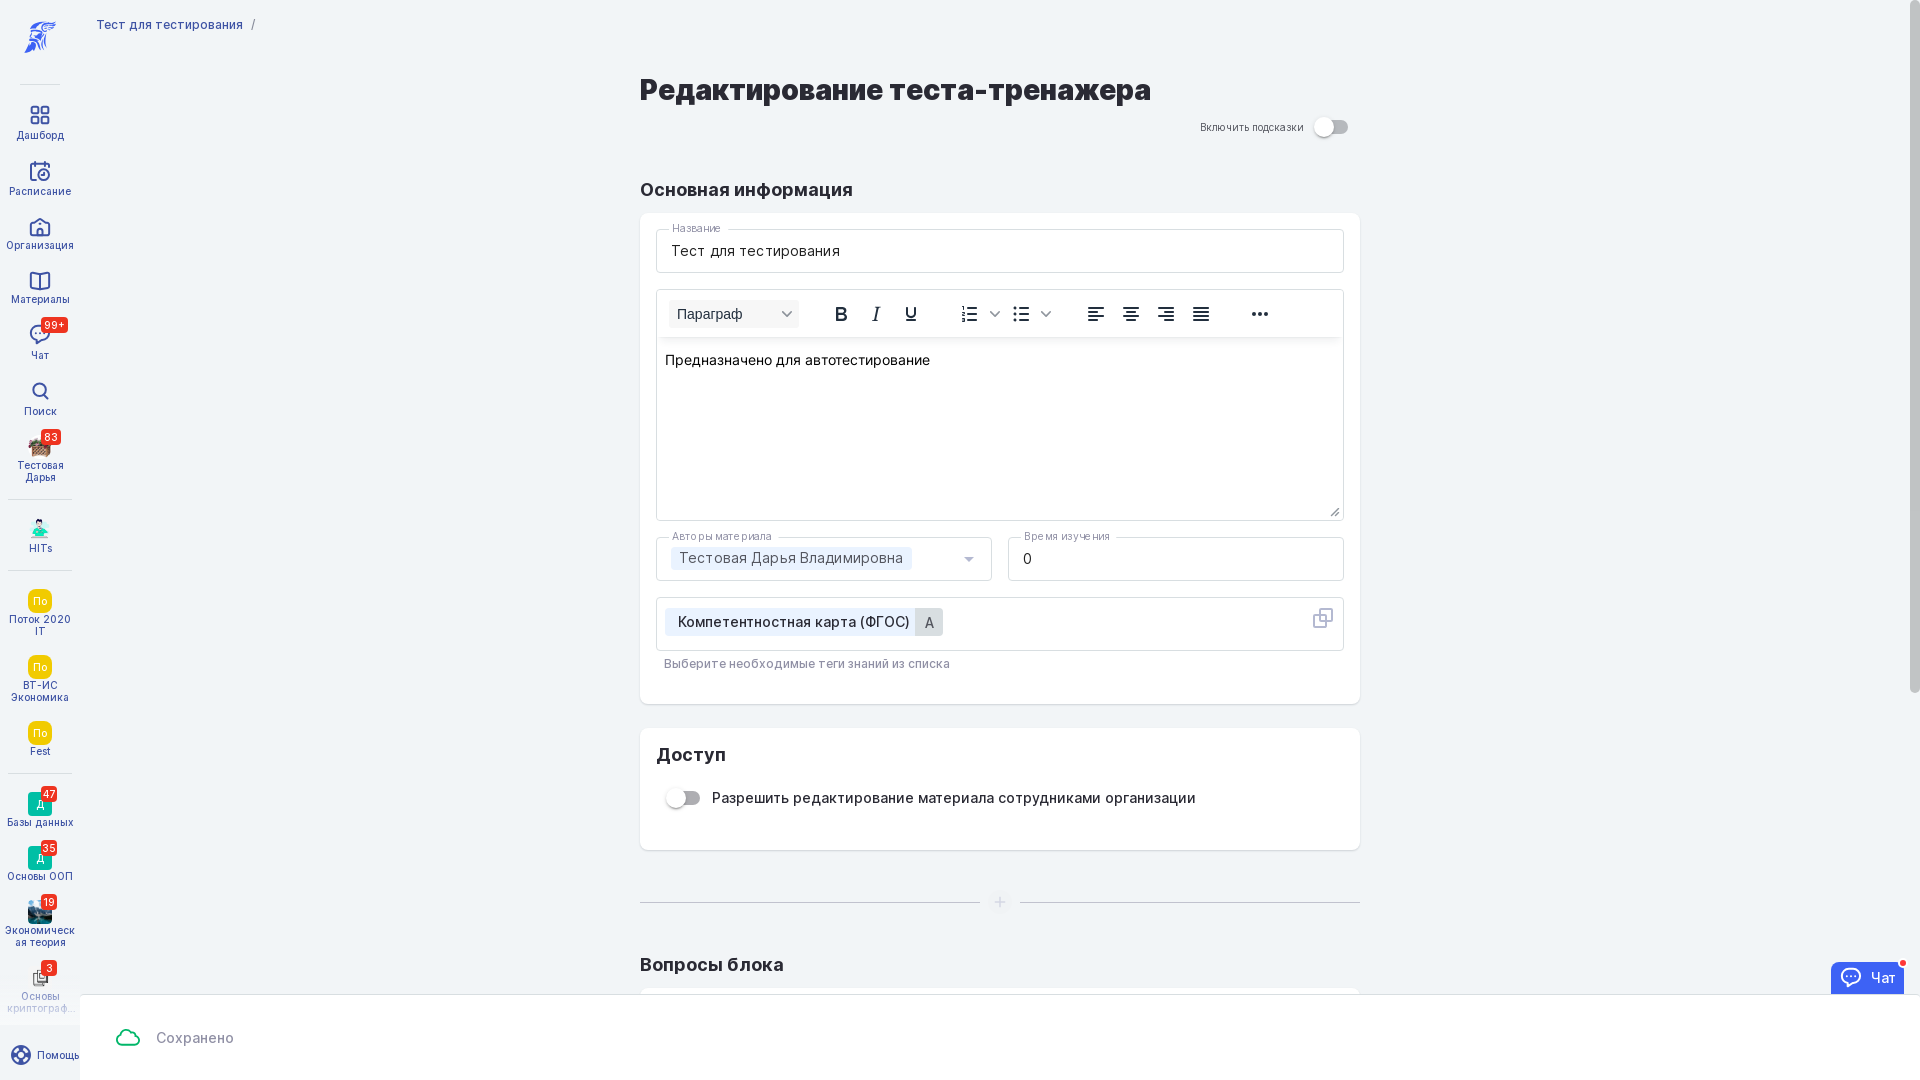 Тест для тестирования /
Дашборд
Расписание
Организация
Материалы
99+
Чат
Поиск
83
Тестовая
Дарья
HITs
По
Поток 2020
IT
По
ВТ-ИС
Экономика
По
Fest
47
Д
Базы данных
35
Д
Основы ООП
19
Экономическ
ая теория
3
Основы
криптограф...
Помощь
Редактирование теста-тренажера
Включить подсказки
Основная информация
Название
Тест для тестирования
Параграф
Предназначено для автотестирование
Авторы материала
Тестовая Дарья Владимировна
Время изучения
0
Компетентностная карта (ФГОС) А
Выберите необходимые теги знаний из списка
Доступ
Разрешить редактирование материала сотрудниками организации
Вопросы блока
Чат
Сохранено